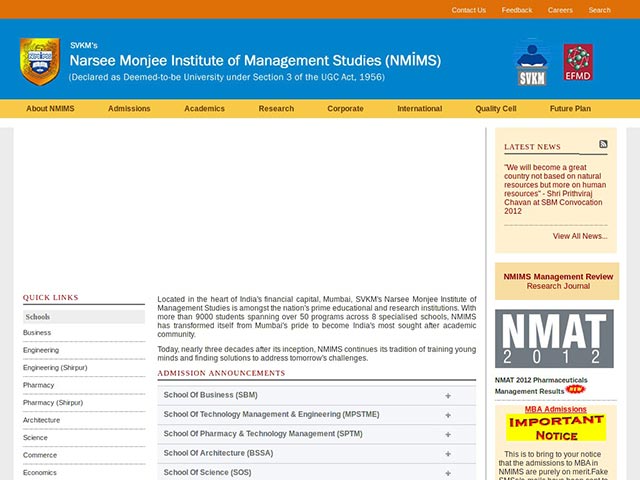 Contact Us Feedback Careers Search
SVKM's
Narsee Monjee Institute of Management Studies (NMIMS)
(Declared as Deemed-to-be University under Section 3 of the UGC Act, 1956)
SVKM
EFMD
About NMIMS Admissions Academics Research Corporate International Quality Cell Future Plan
LATEST NEWS
"We will become a great
country not based on natural
resources but more on human
resources" - Shri Prithviraj
Chavan at SBM Convocation
2012
View All News...
NMIMS Management Review
Research Journal
NMAT
2012
NMAT 2012 Pharmaceuticals
Management Results NEW
MBA Admissions
IMPORTANT
NOTICE
This is to bring to your notice
that the admissions to MBA in
NMIMS are purely on merit.Fake
QUICK LINKS
Schools
Business
Engineering
Engineering (Shirpur)
Pharmacy
Pharmacy (Shirpur)
Architecture
Science
Commerce
Economics
Located in the heart of India's financial capital, Mumbai, SVKM's Narsee Monjee Institute of
Management Studies is amongst the nation's prime educational and research institutions. With
more than 9000 students spanning over 50 programs across 8 specialised schools, NMIMS
has transformed itself from Mumbai's pride to become India's most sought after academic
community.
Today, nearly three decades after its inception, NMIMS continues its tradition of training young
minds and finding solutions to address tomorrow's challenges.
ADMISSION ANNOUNCEMENTS
School Of Business (SBM) +
School Of Technology Management & Engineering (MPSTME) +
School Of Pharmacy & Technology Management (SPTM) +
School Of Architecture (BSSA) +
School Of Science (SOS) +